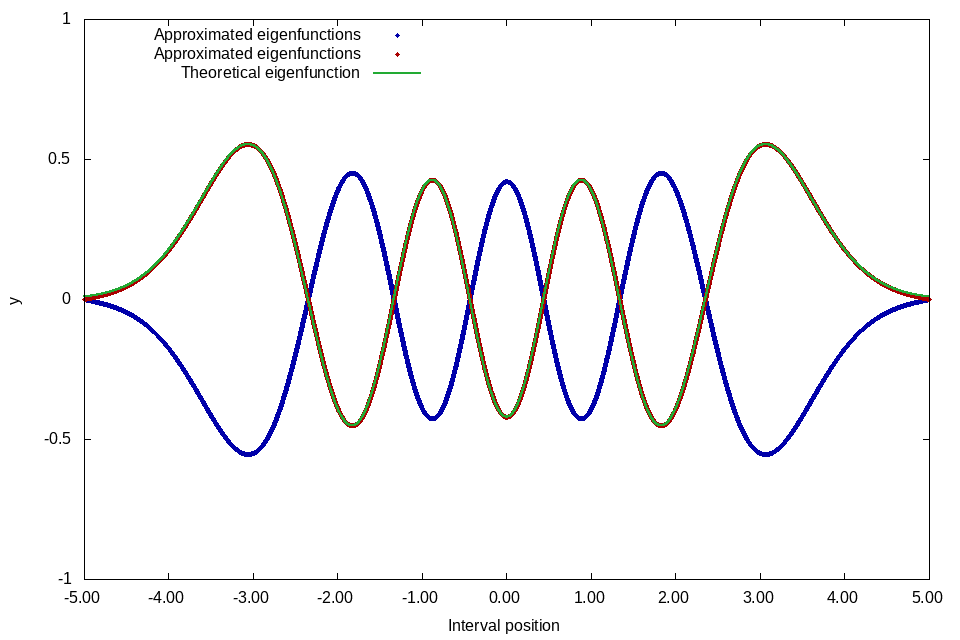 Approximated eigenfunctions
Approximated eigenfunctions
Theoretical eigenfunction
1
0.5
0
-0.5
-1
y
-5.00 -4.00 -3.00 -2.00 -1.00 0.00 1.00 2.00 3.00 4.00 5.00
Interval position